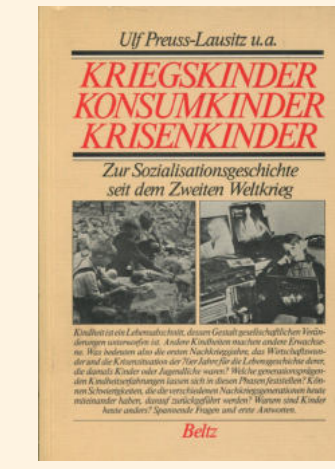 Ulf Preuss-Lausitz u.a.
KRIEGSKINDER
KONSUMKINDER
KRISENKINDER
Zur Sozialisationsgeschichte
seit dem Zweiten Weltkrieg
Kindheit ist ein Lebensabschnitt, dessen Gestalt gesellschaftlichen Verän-
derungen unterworfen ist. Andere Kindheiten machen andere Erwachse-
ne. Was bedeuten also die ersten Nachkriegsjahre, das Wirtschaftswun-
der und die Krisensituation der 70er Jahre für die Lebensgeschichte derer,
die damals Kinder oder Jugendliche waren? Welche generationsprägen-
den Kindheitserfahrungen lassen sich in diesen Phasen feststellen? Kön-
nen Schwierigkeiten, die die verschiedenen Nachkriegsgenerationen heute
miteinander haben, darauf zurückgeführt werden? Warum sind Kinder
heute anders? Spannende Fragen und erste Antworten.
Beltz